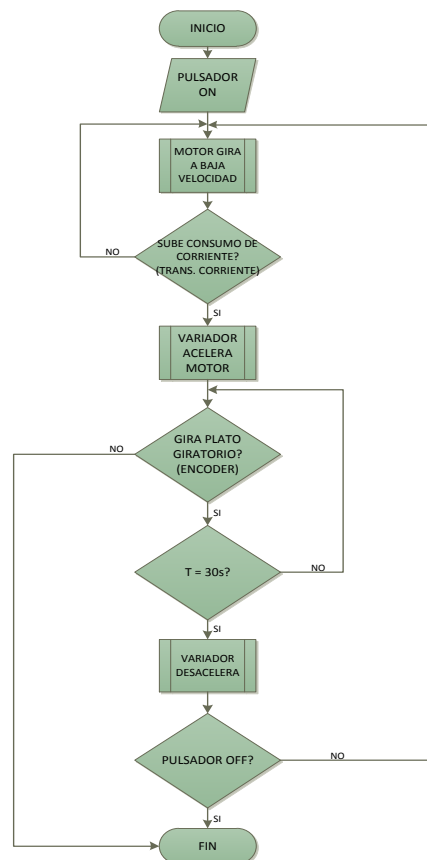 INICIO
PULSADOR
ON
MOTOR GIRA
A BAJA
VELOCIDAD
SUBE CONSUMO DE
CORRIENTE?
(TRANS. CORRIENTE)
NO
SI
VARIADOR
ACELERA
MOTOR
GIRA PLATO
GIRATORIO?
(ENCODER)
NO
SI
T = 30s?
NO
SI
VARIADOR
DESACELERA
PULSADOR OFF?
NO
SI
FIN